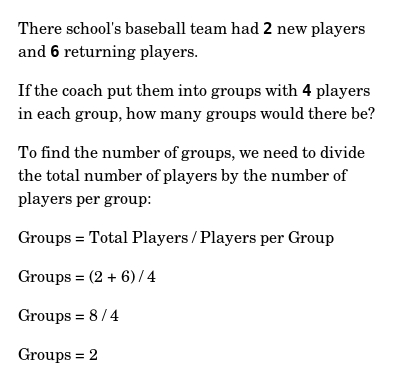 There school's baseball team had 2 new players
and 6 returning players.
If the coach put them into groups with 4 players
in each group, how many groups would there be?
To find the number of groups, we need to divide
the total number of players by the number of
players per group:
Groups = Total Players / Players per Group
Groups = (2 + 6) / 4
Groups = 8 / 4
Groups = 2